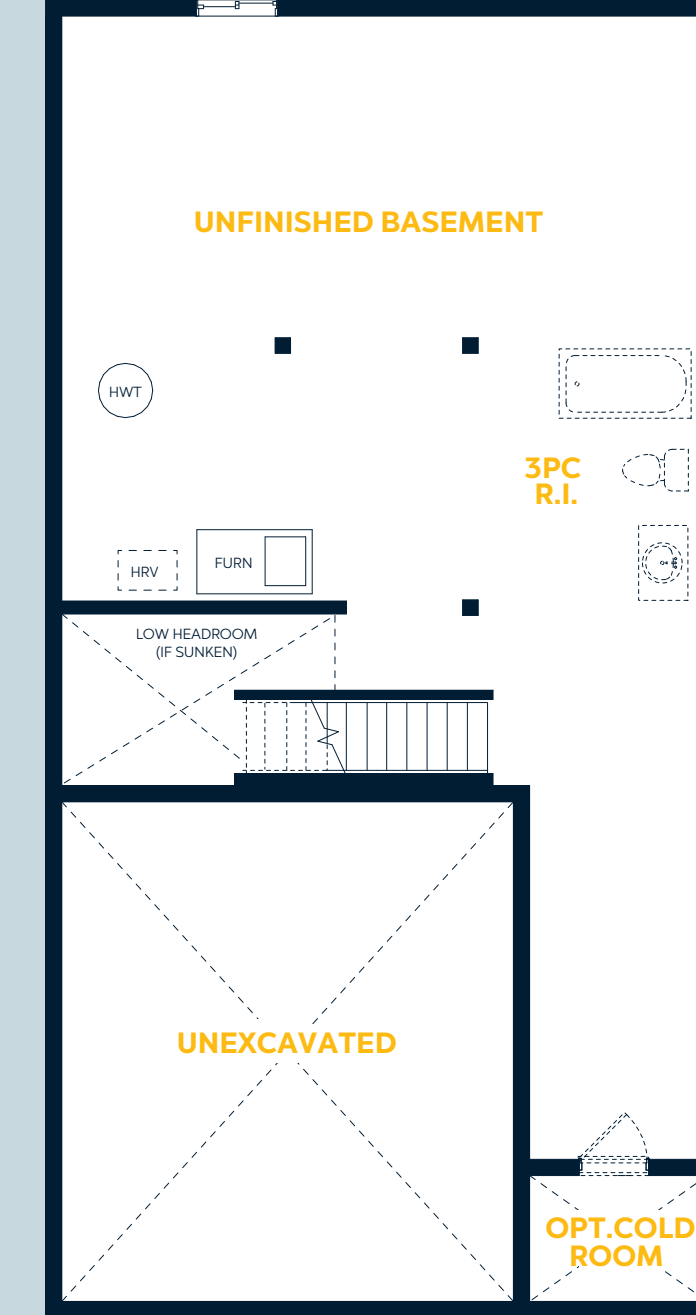 UNFINISHED BASEMENT
HWT
3PC
R.I.
FURN
HRV
LOW HEADROOM
(IF SUNKEN)
UNEXCAVATED
OPT.COLD
ROOM